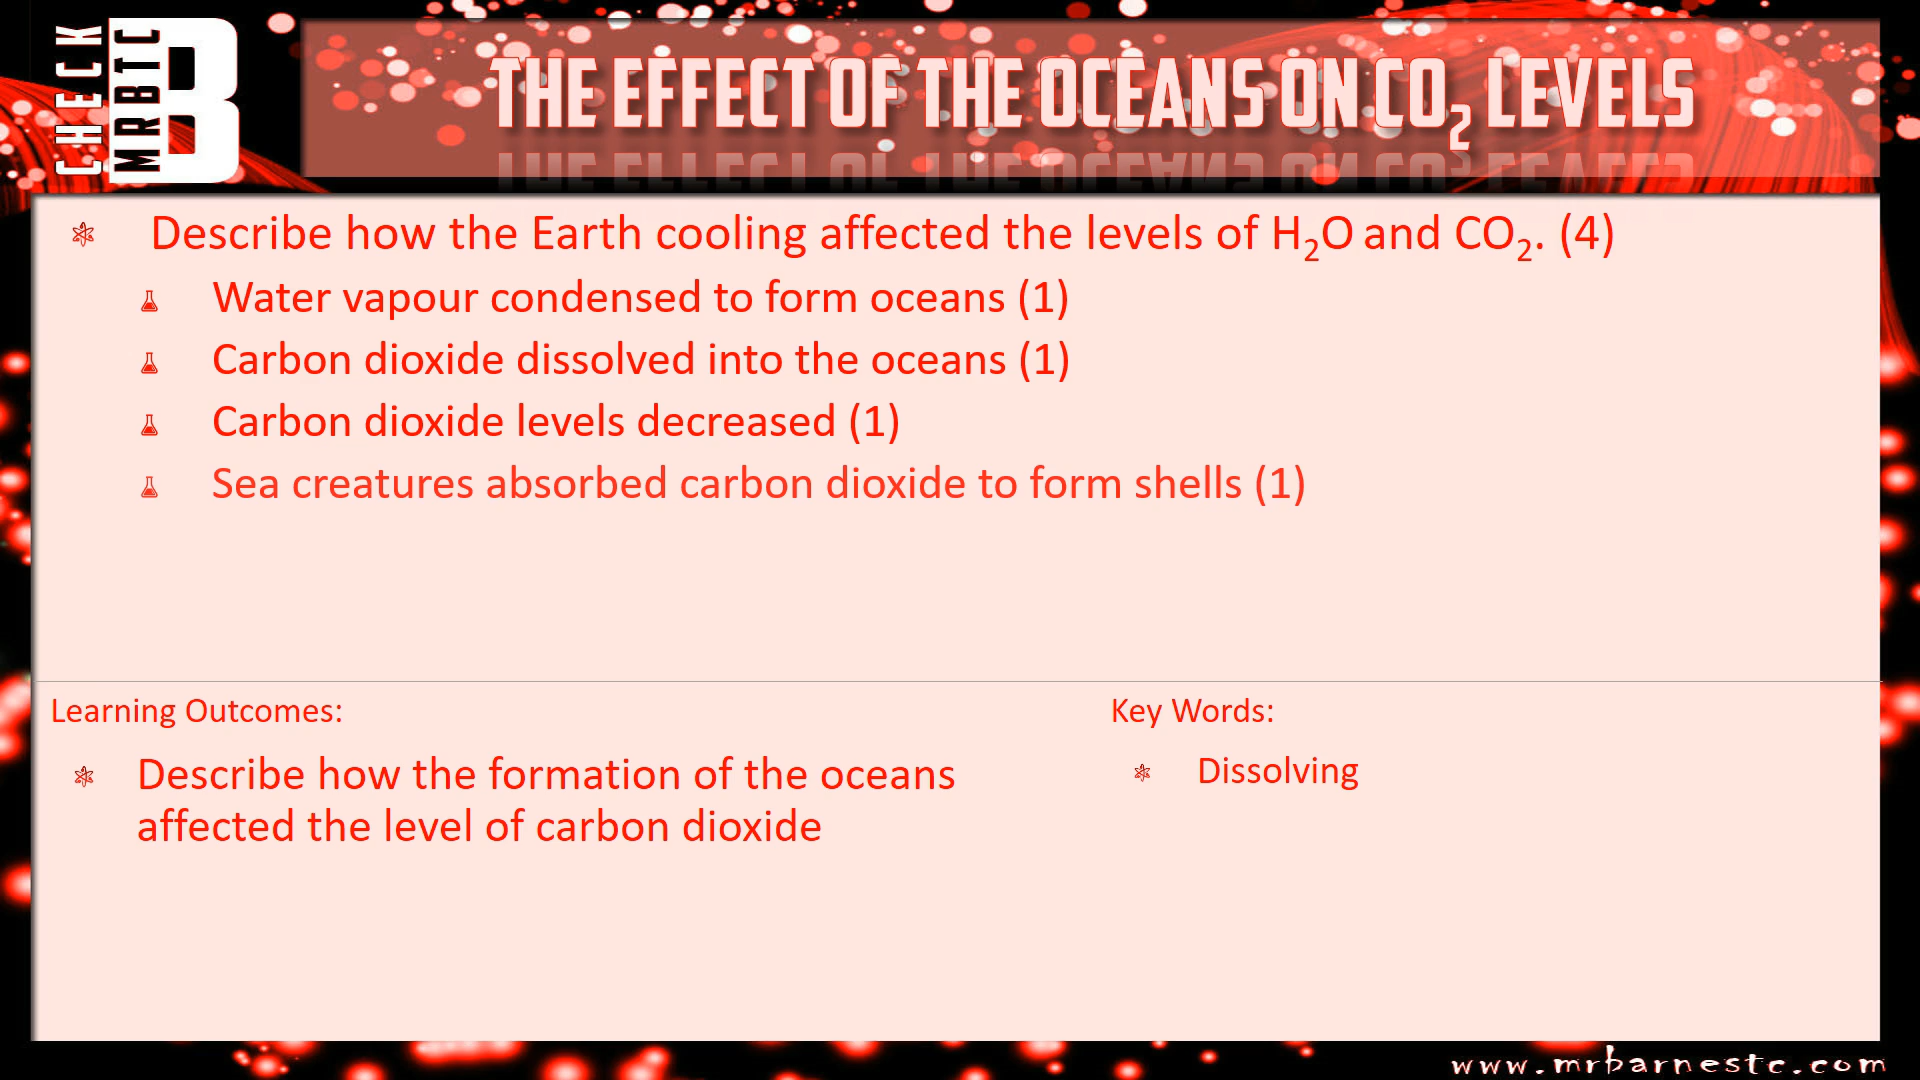 CHECK
MRBTC
B
THE EFFECT OF THE OCEANS ON CO₂ LEVELS
Describe how the Earth cooling affected the levels of H₂O and CO₂. (4)
Water vapour condensed to form oceans (1)
Carbon dioxide dissolved into the oceans (1)
Carbon dioxide levels decreased (1)
Sea creatures absorbed carbon dioxide to form shells (1)
Learning Outcomes:
Describe how the formation of the oceans
affected the level of carbon dioxide
Key Words:
Dissolving
www.mrbarnestc.com